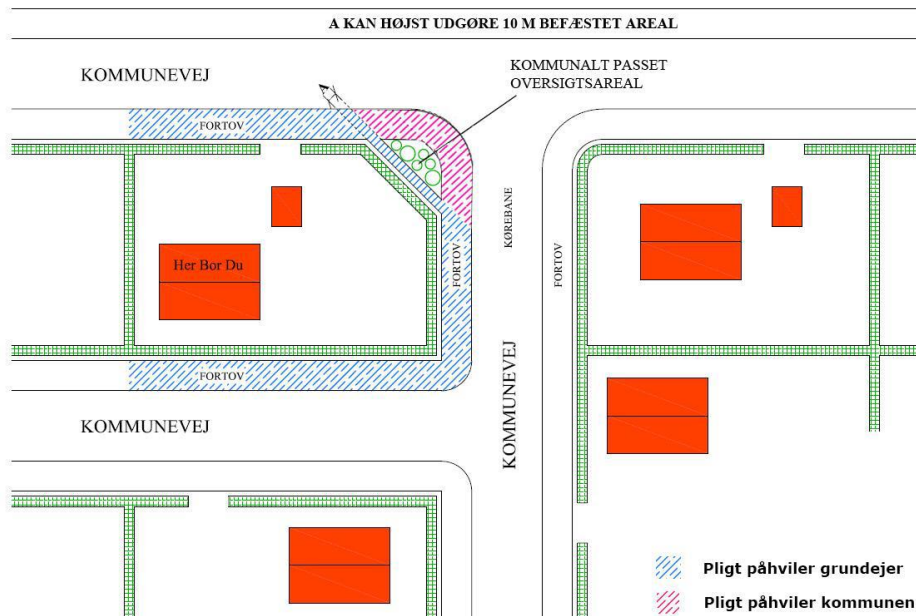 A KAN HØJST UDGØRE 10 M BEFÆSTET AREAL
KOMMUNEVEJ
KOMMUNALT PASSET
OVERSIGTSAREAL
FORTOV
KØREBANE
Her Bor Du
FORTOV
FORTOV
FORTOV
KOMMUNEVEJ
KOMMUNEVEJ
Pligt påhviler grundejer
Pligt påhviler kommunen